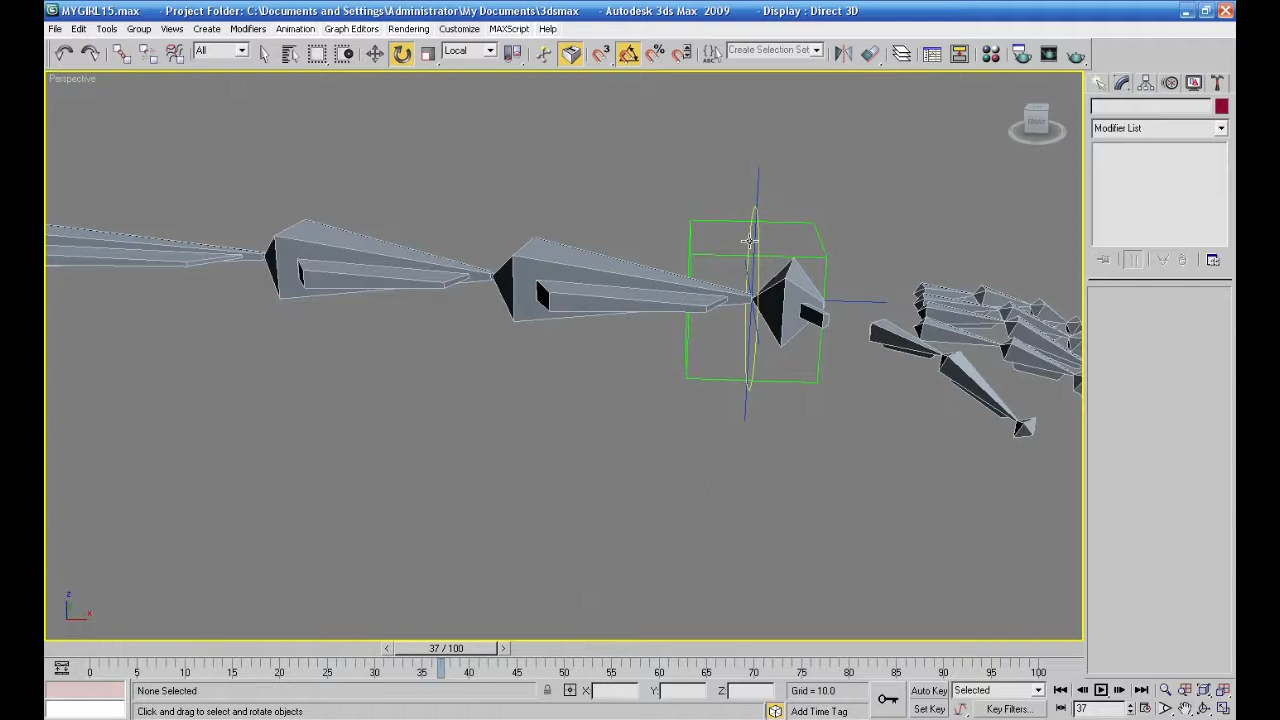 MYGIRL15.max - Project Folder: C:\Documents and Settings\Administrator\My Documents\3dsmax - Autodesk 3ds Max 2009 - Display : Direct 3D
File Edit Tools Group Views Create Modifiers Animation Graph Editors Rendering Customize MAXScript Help
All Local 3 % ABC Create Selection Set
Perspective
FRONT
Modifier List
z
x
< 37 / 100 >
0 5 10 15 20 25 30 35 40 45 50 55 60 65 70 75 80 85 90 95 100
None Selected X: Y: Z: Grid = 10.0 Auto Key Selected
Click and drag to select and rotate objects Add Time Tag Set Key Key Filters... 37